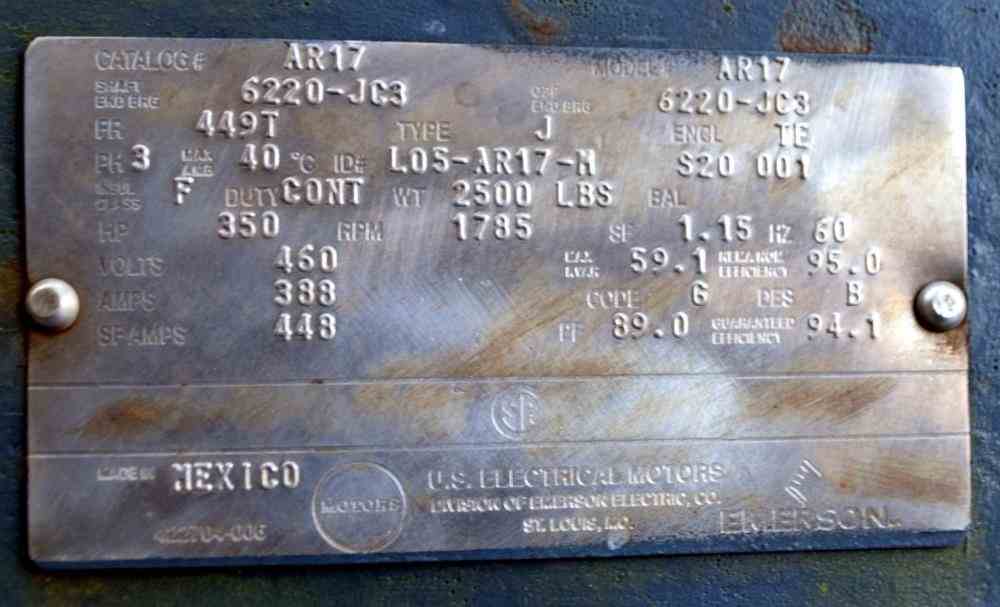 CATALOG # AR17 MODEL # AR17
SHAFT END BRG 6220-JC3 OPP END BRG 6220-JC3
FR 449T TYPE J ENCL TE
PH 3 MAX AMB 40 °C ID# L05-AR17-M S20 001
INSUL CLASS F DUTY CONT WT 2500 LBS BAL
HP 350 RPM 1785 SF 1.15 HZ 60
VOLTS 460 MAX KVAR 59.1 NEMA NOM EFFICIENCY 95.0
AMPS 388 CODE G DES B
SF AMPS 448 PF 89.0 GUARANTEED EFFICIENCY 94.1
MADE IN MEXICO
MOTORS
U.S. ELECTRICAL MOTORS
DIVISION OF EMERSON ELECTRIC, CO.
ST. LOUIS, MO.
EMERSON